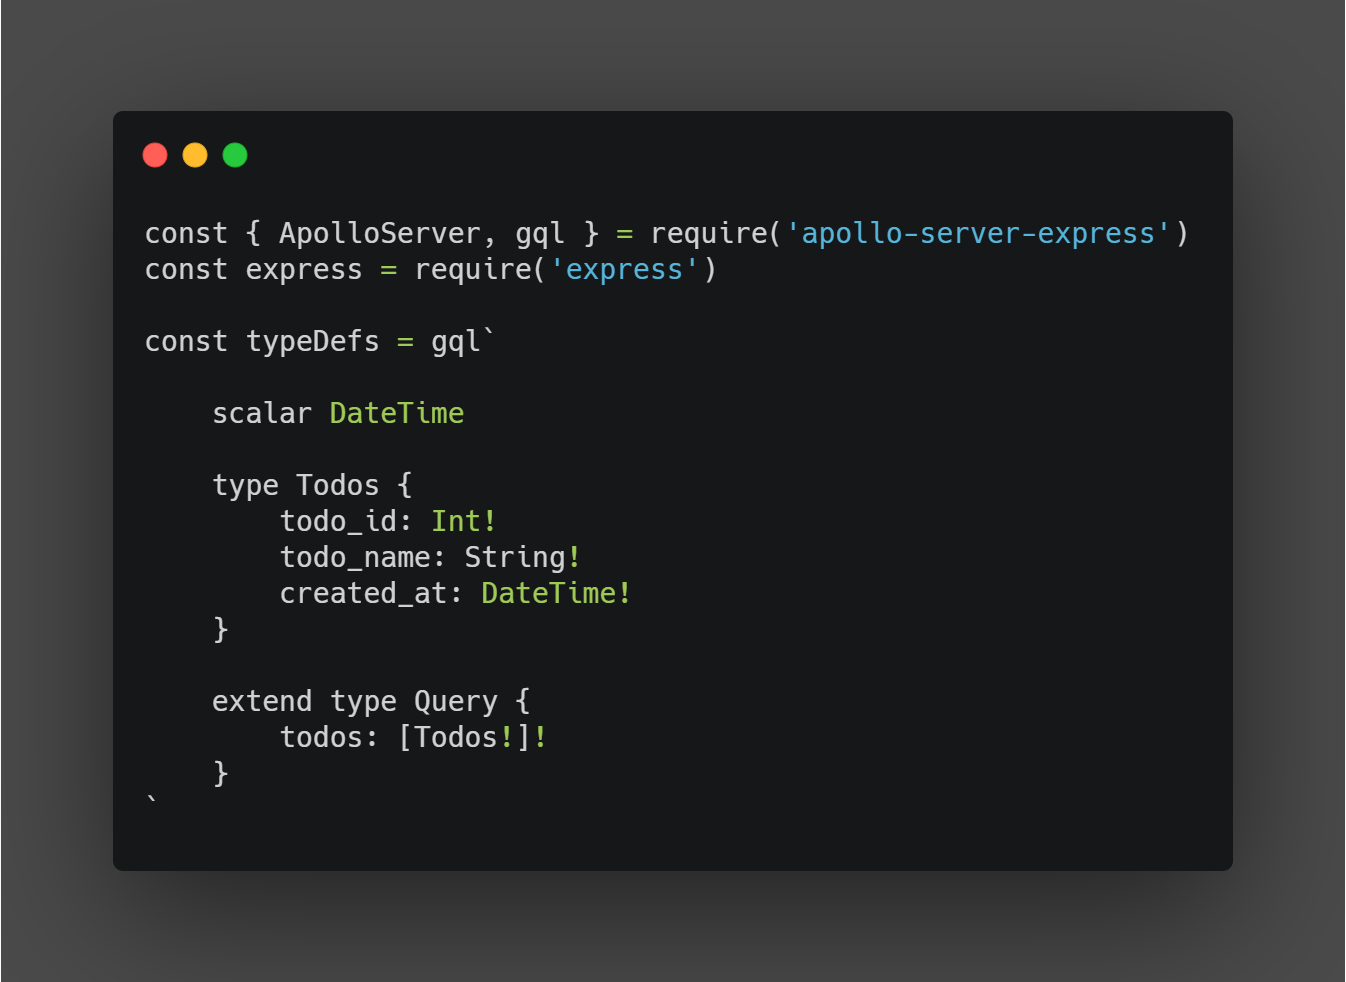 const { ApolloServer, gql } = require('apollo-server-express')
const express = require('express')

const typeDefs = gql`

    scalar DateTime

    type Todos {
        todo_id: Int!
        todo_name: String!
        created_at: DateTime!
    }

    extend type Query {
        todos: [Todos!]!
    }
`